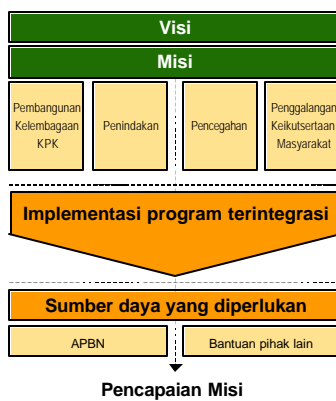 Visi
Misi
Pembangunan
Kelembagaan
KPK
Penindakan
Pencegahan
Penggalangan
Keikutsertaan
Masyarakat
Implementasi program terintegrasi
Sumber daya yang diperlukan
APBN
Bantuan pihak lain
Pencapaian Misi